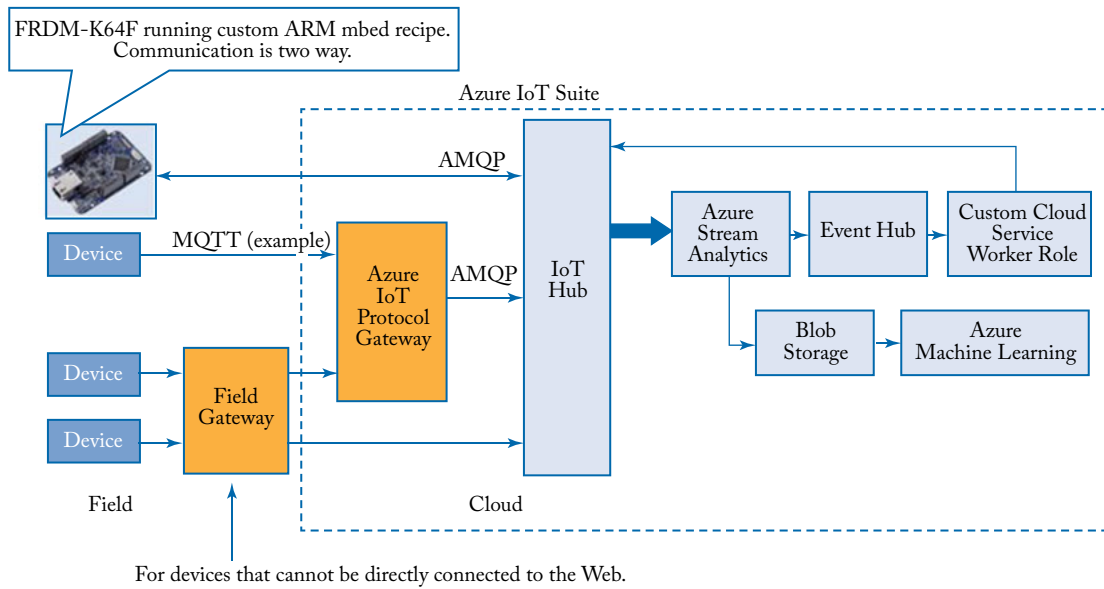 FRDM-K64F running custom ARM mbed recipe.
Communication is two way.
Azure IoT Suite
AMQP
Device
MQTT (example)
Azure
IoT
Protocol
Gateway
AMQP
IoT
Hub
Azure
Stream
Analytics
Event Hub
Custom Cloud
Service
Worker Role
Blob
Storage
Azure
Machine Learning
Device
Field
Gateway
Device
Field
Cloud
For devices that cannot be directly connected to the Web.